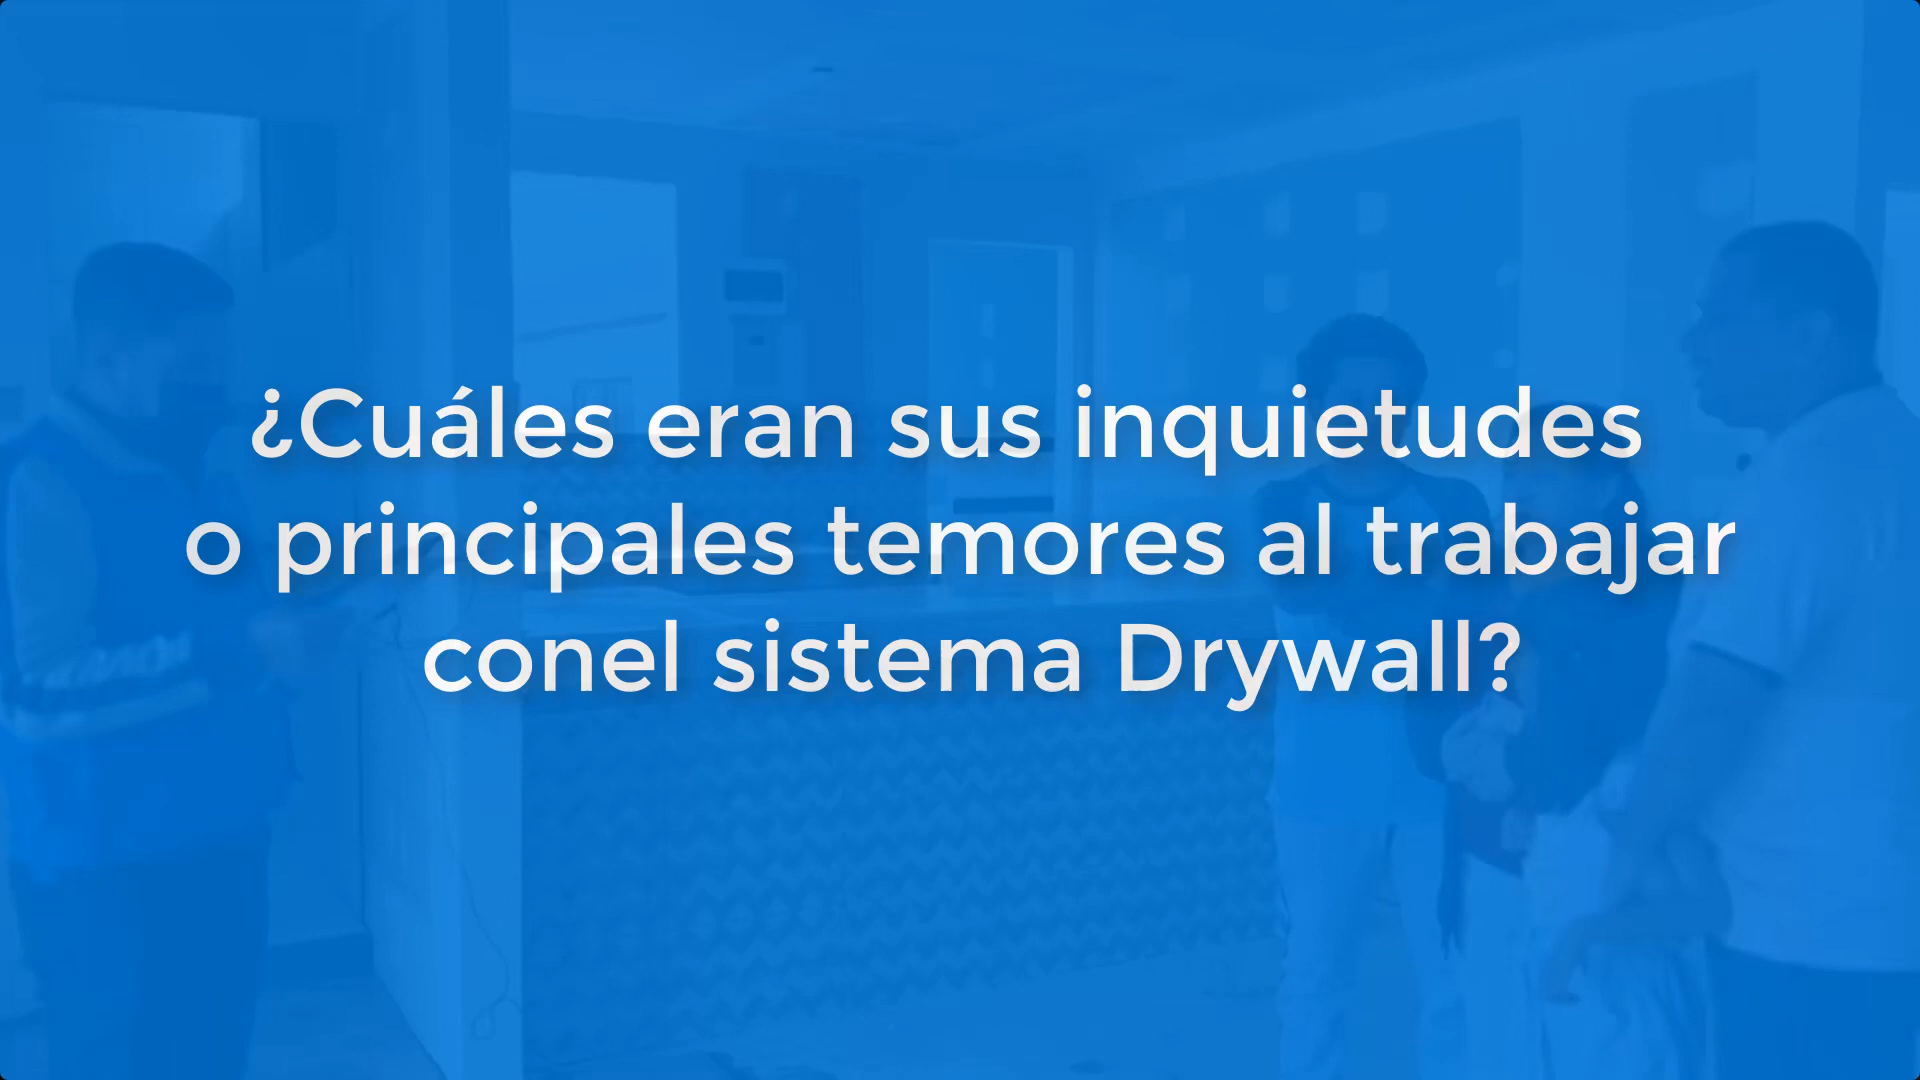 ¿Cuáles eran sus inquietudes
o principales temores al trabajar
conel sistema Drywall?